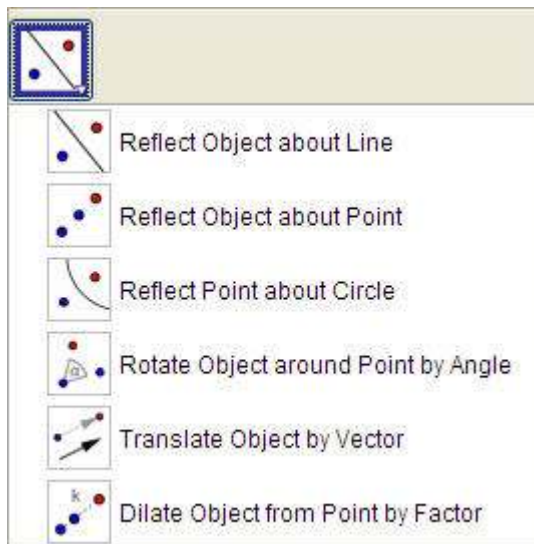 Reflect Object about Line
Reflect Object about Point
Reflect Point about Circle
α
Rotate Object around Point by Angle
Translate Object by Vector
k
Dilate Object from Point by Factor